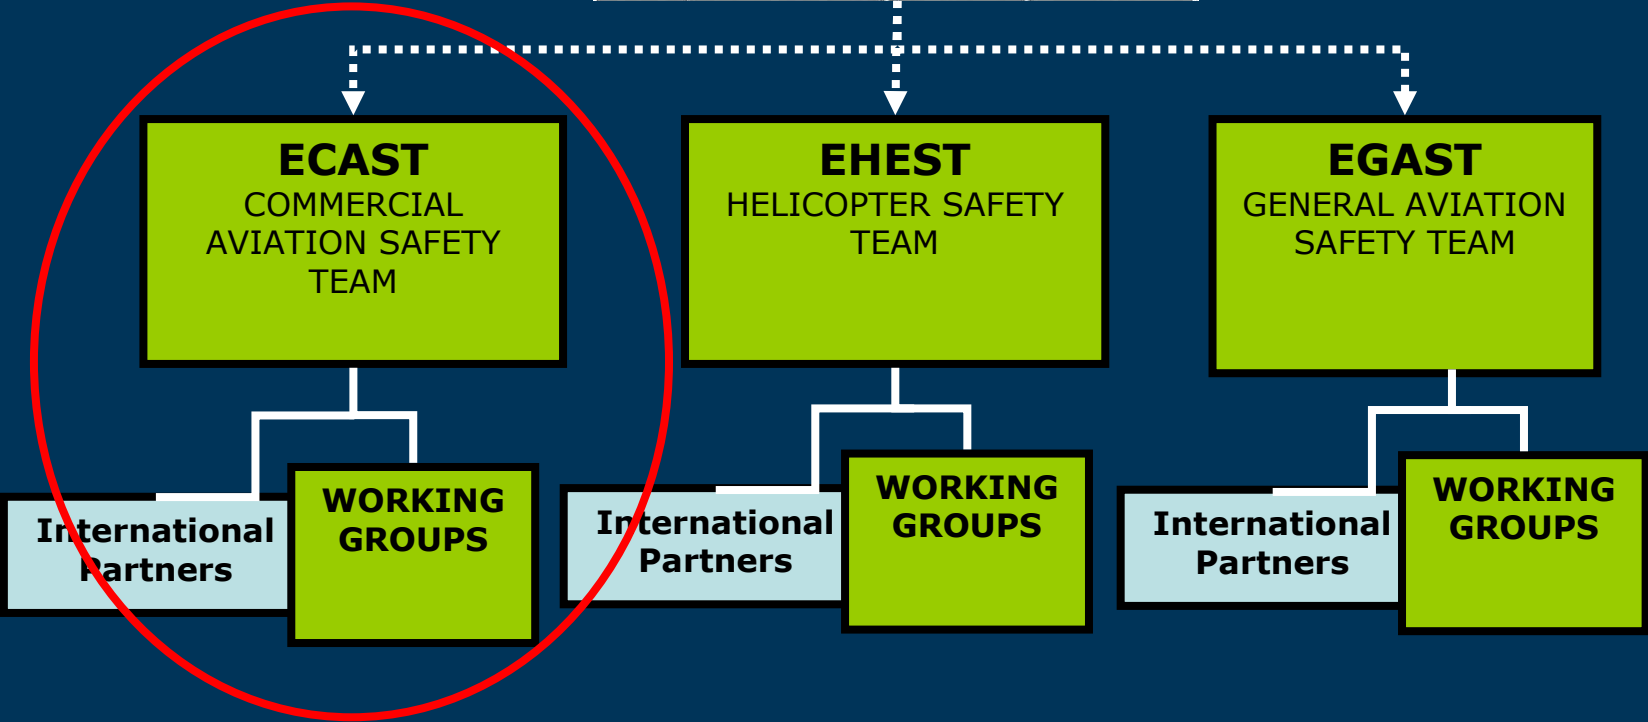 ECAST
COMMERCIAL
AVIATION SAFETY
TEAM
EHEST
HELICOPTER SAFETY
TEAM
EGAST
GENERAL AVIATION
SAFETY TEAM
International
Partners
WORKING
GROUPS
International
Partners
WORKING
GROUPS
International
Partners
WORKING
GROUPS